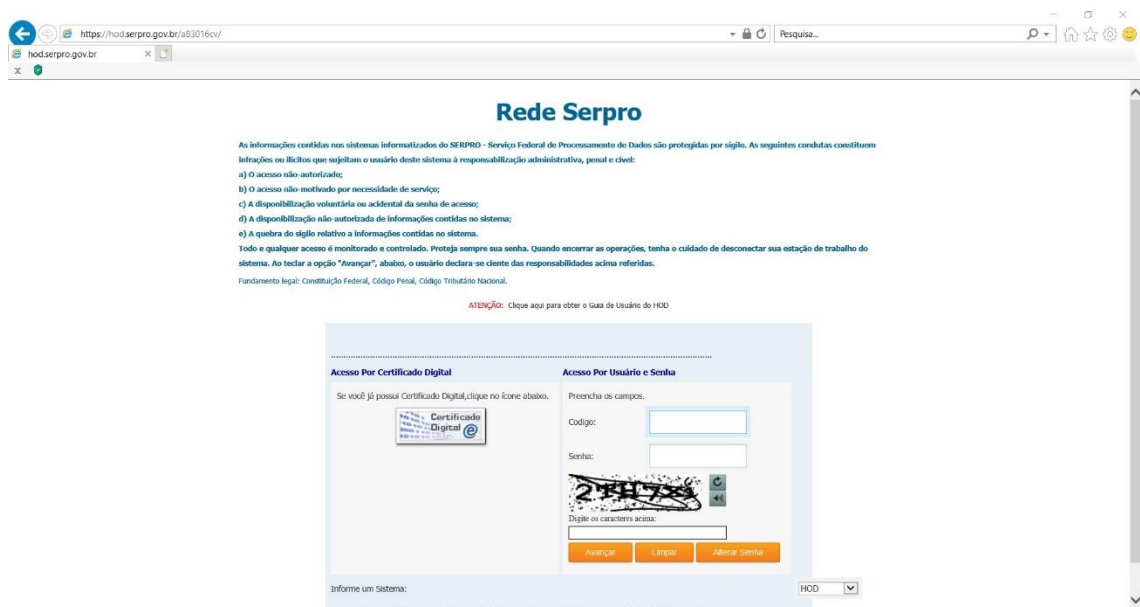 https://hod.serpro.gov.br/a83016cv/
Pesquisa...
hod.serpro.gov.br
x
Rede Serpro
As informações contidas nos sistemas informatizados do SERPRO - Serviço Federal de Processamento de Dados são protegidas por sigilo. As seguintes condutas constituem
infrações ou ilícitos que sujeitam o usuário deste sistema à responsabilização administrativa, penal e cível:
a) O acesso não-autorizado;
b) O acesso não-motivado por necessidade de serviço;
c) A disponibilização voluntária ou acidental da senha de acesso;
d) A disponibilização não-autorizada de informações contidas no sistema;
e) A quebra do sigilo relativo a informações contidas no sistema.
Todo e qualquer acesso é monitorado e controlado. Proteja sempre sua senha. Quando encerrar as operações, tenha o cuidado de desconectar sua estação de trabalho do
sistema. Ao teclar a opção "Avançar", abaixo, o usuário declara-se ciente das responsabilidades acima referidas.
Fundamento legal: Constituição Federal, Código Penal, Código Tributário Nacional.
ATENÇÃO: Clique aqui para obter o Guia de Usuário do HOD
Acesso Por Certificado Digital
Acesso Por Usuário e Senha
Se você já possui Certificado Digital,clique no ícone abaixo.
Certificado
Digital
Preencha os campos.
Codigo:
Senha:
Digite os caracteres acima:
Avançar
Limpar
Alterar Senha
Informe um Sistema:
HOD